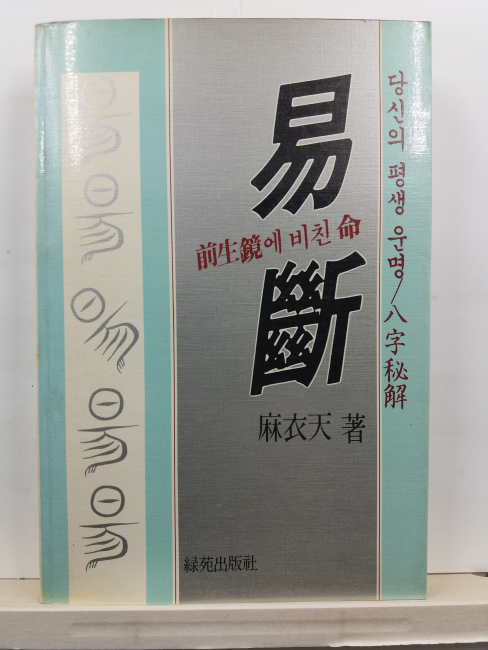 당신의 평생 운명/八字秘解
易斷
前生鏡에 비친 命
麻衣天 著
緑苑出版社